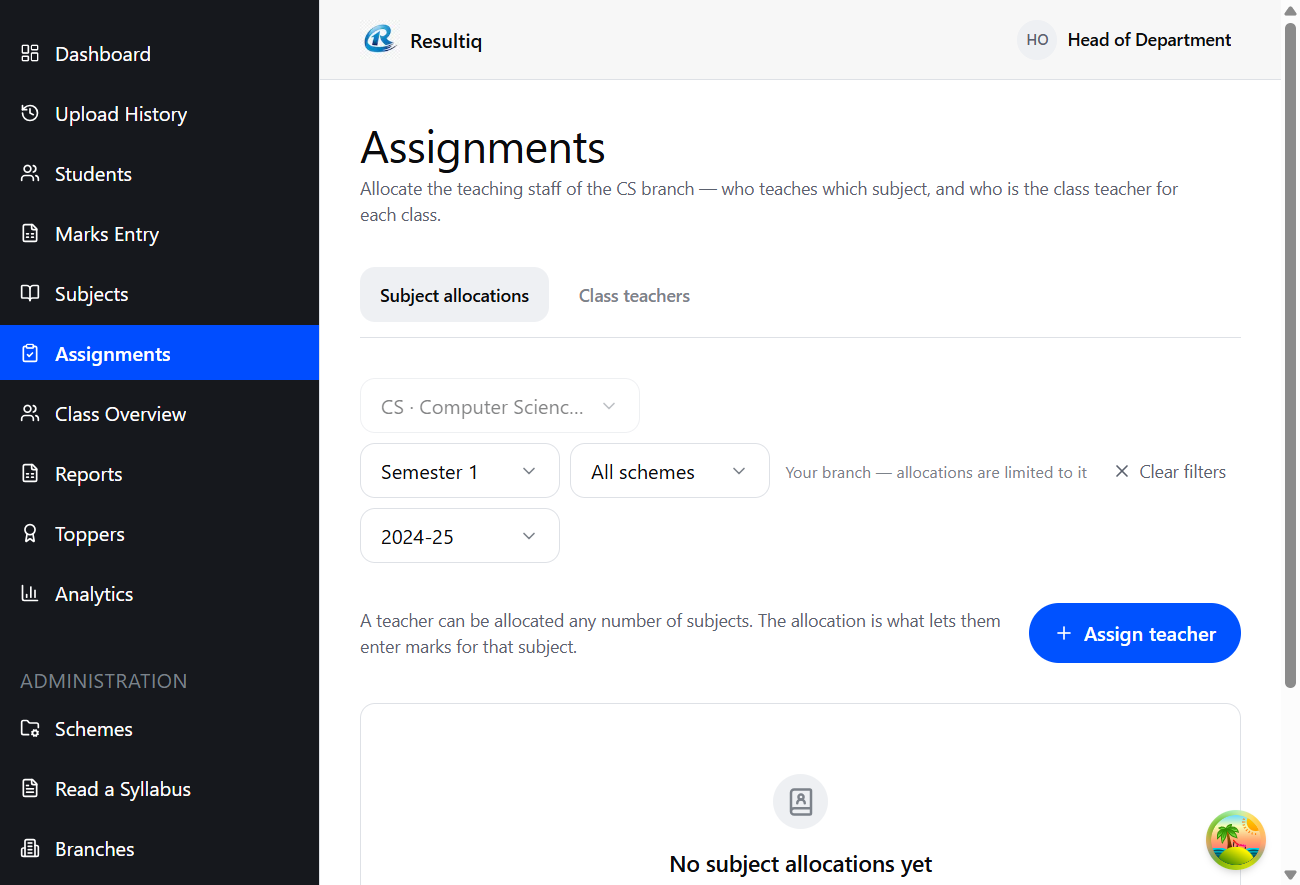 Dashboard
Upload History
Students
Marks Entry
Subjects
Assignments
Class Overview
Reports
Toppers
Analytics
ADMINISTRATION
Schemes
Read a Syllabus
Branches
Resultiq
HO Head of Department
Assignments
Allocate the teaching staff of the CS branch — who teaches which subject, and who is the class teacher for
each class.
Subject allocations Class teachers
CS · Computer Scienc...
Semester 1 All schemes Your branch — allocations are limited to it Clear filters
2024-25
A teacher can be allocated any number of subjects. The allocation is what lets them
enter marks for that subject.
+ Assign teacher
No subject allocations yet